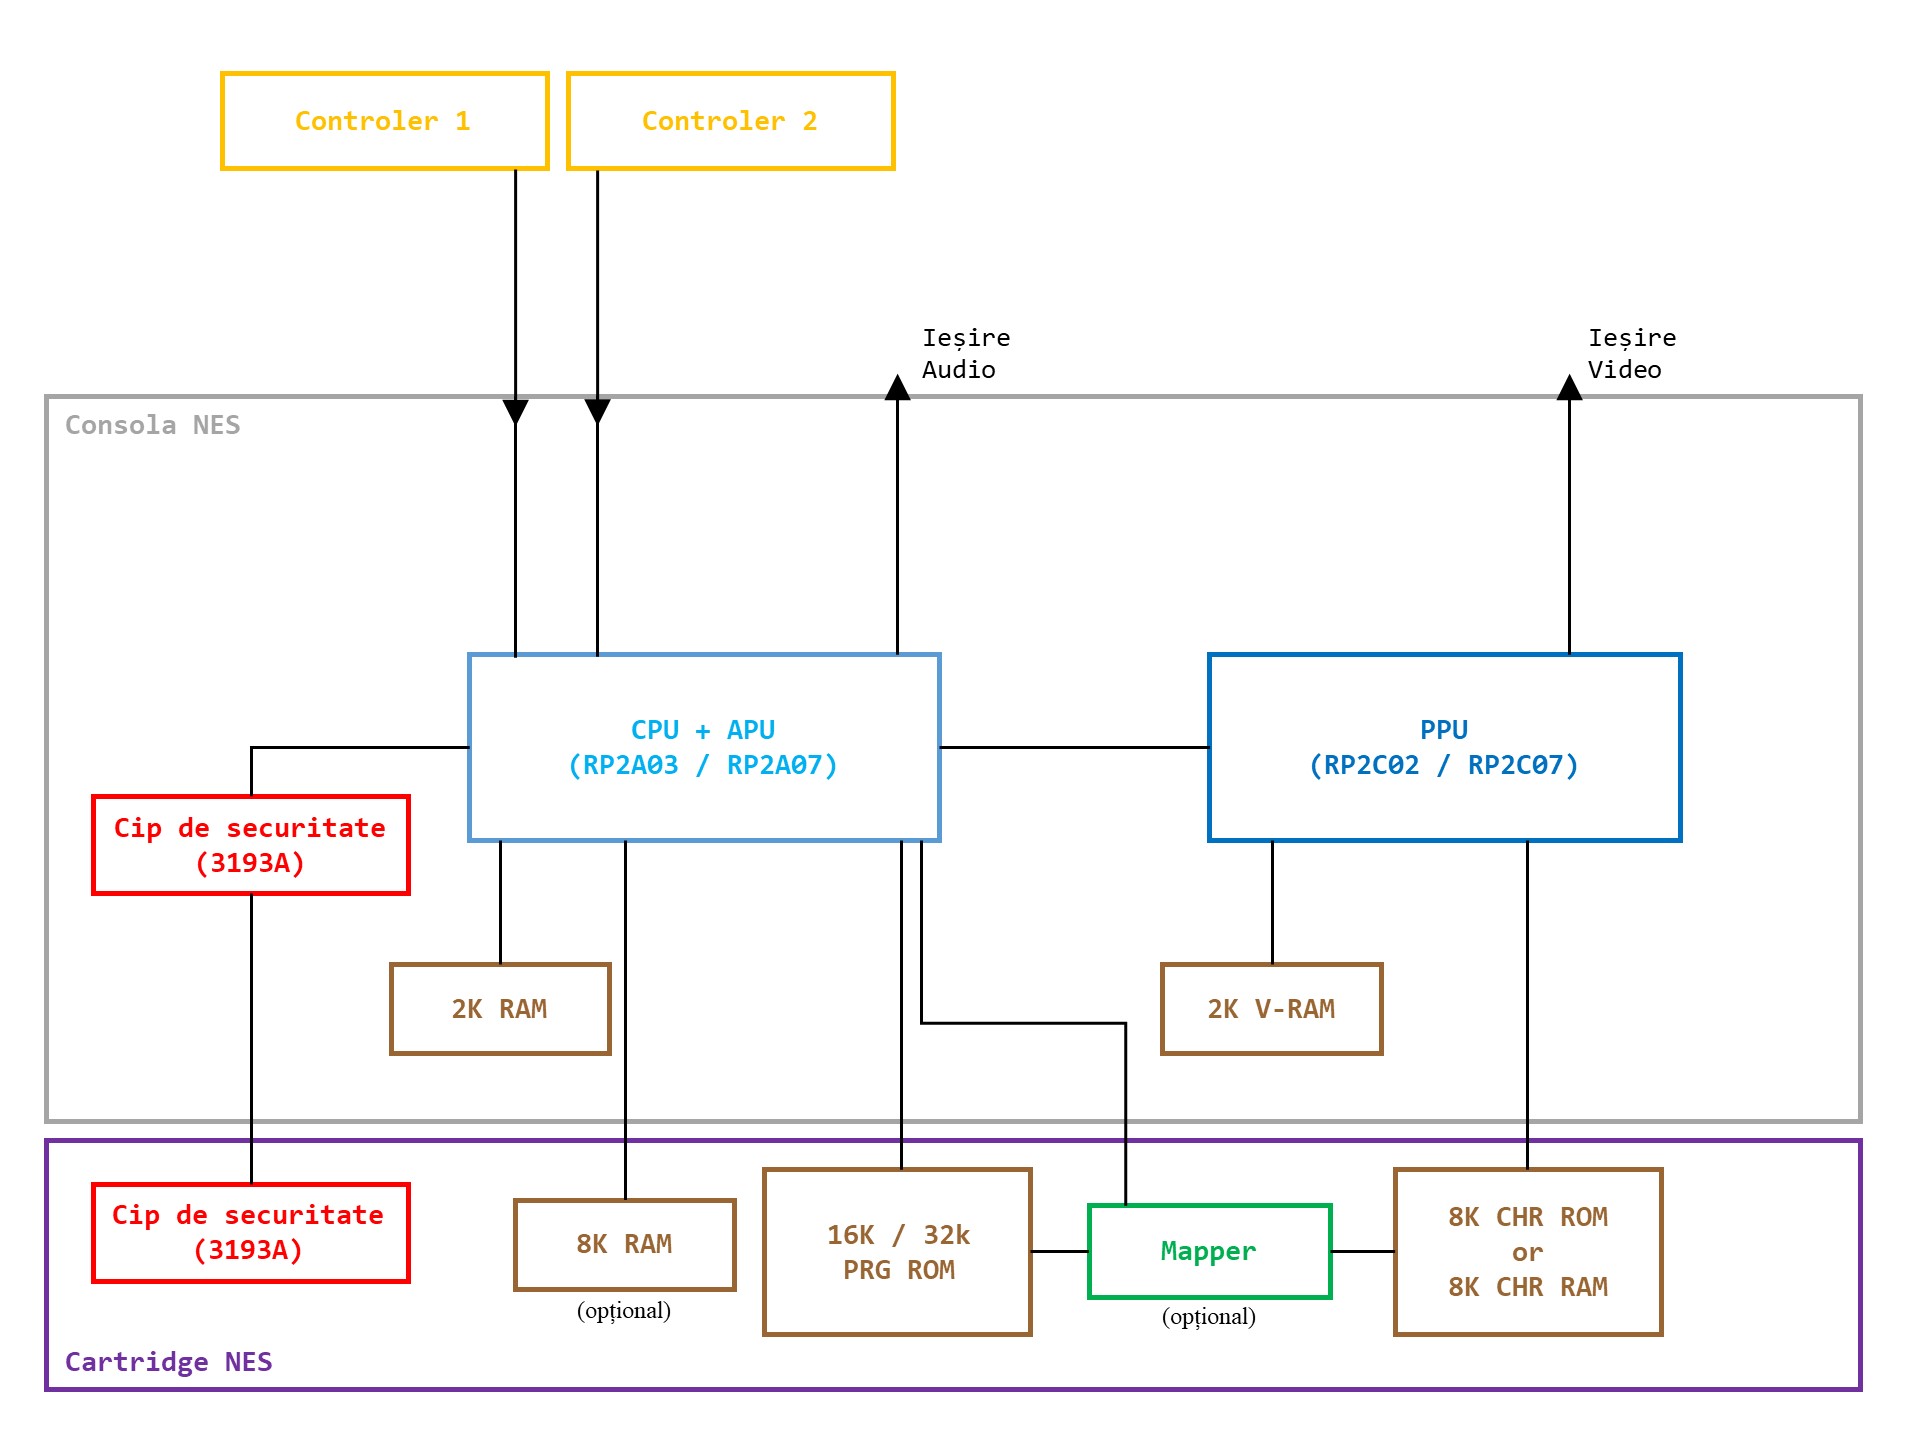 Controler 1
Controler 2
Ieșire
Audio
Ieșire
Video
Consola NES
CPU + APU
(RP2A03 / RP2A07)
PPU
(RP2C02 / RP2C07)
Cip de securitate
(3193A)
2K RAM
2K V-RAM
Cip de securitate
(3193A)
8K RAM
(opțional)
16K / 32k
PRG ROM
Mapper
(opțional)
8K CHR ROM
or
8K CHR RAM
Cartridge NES